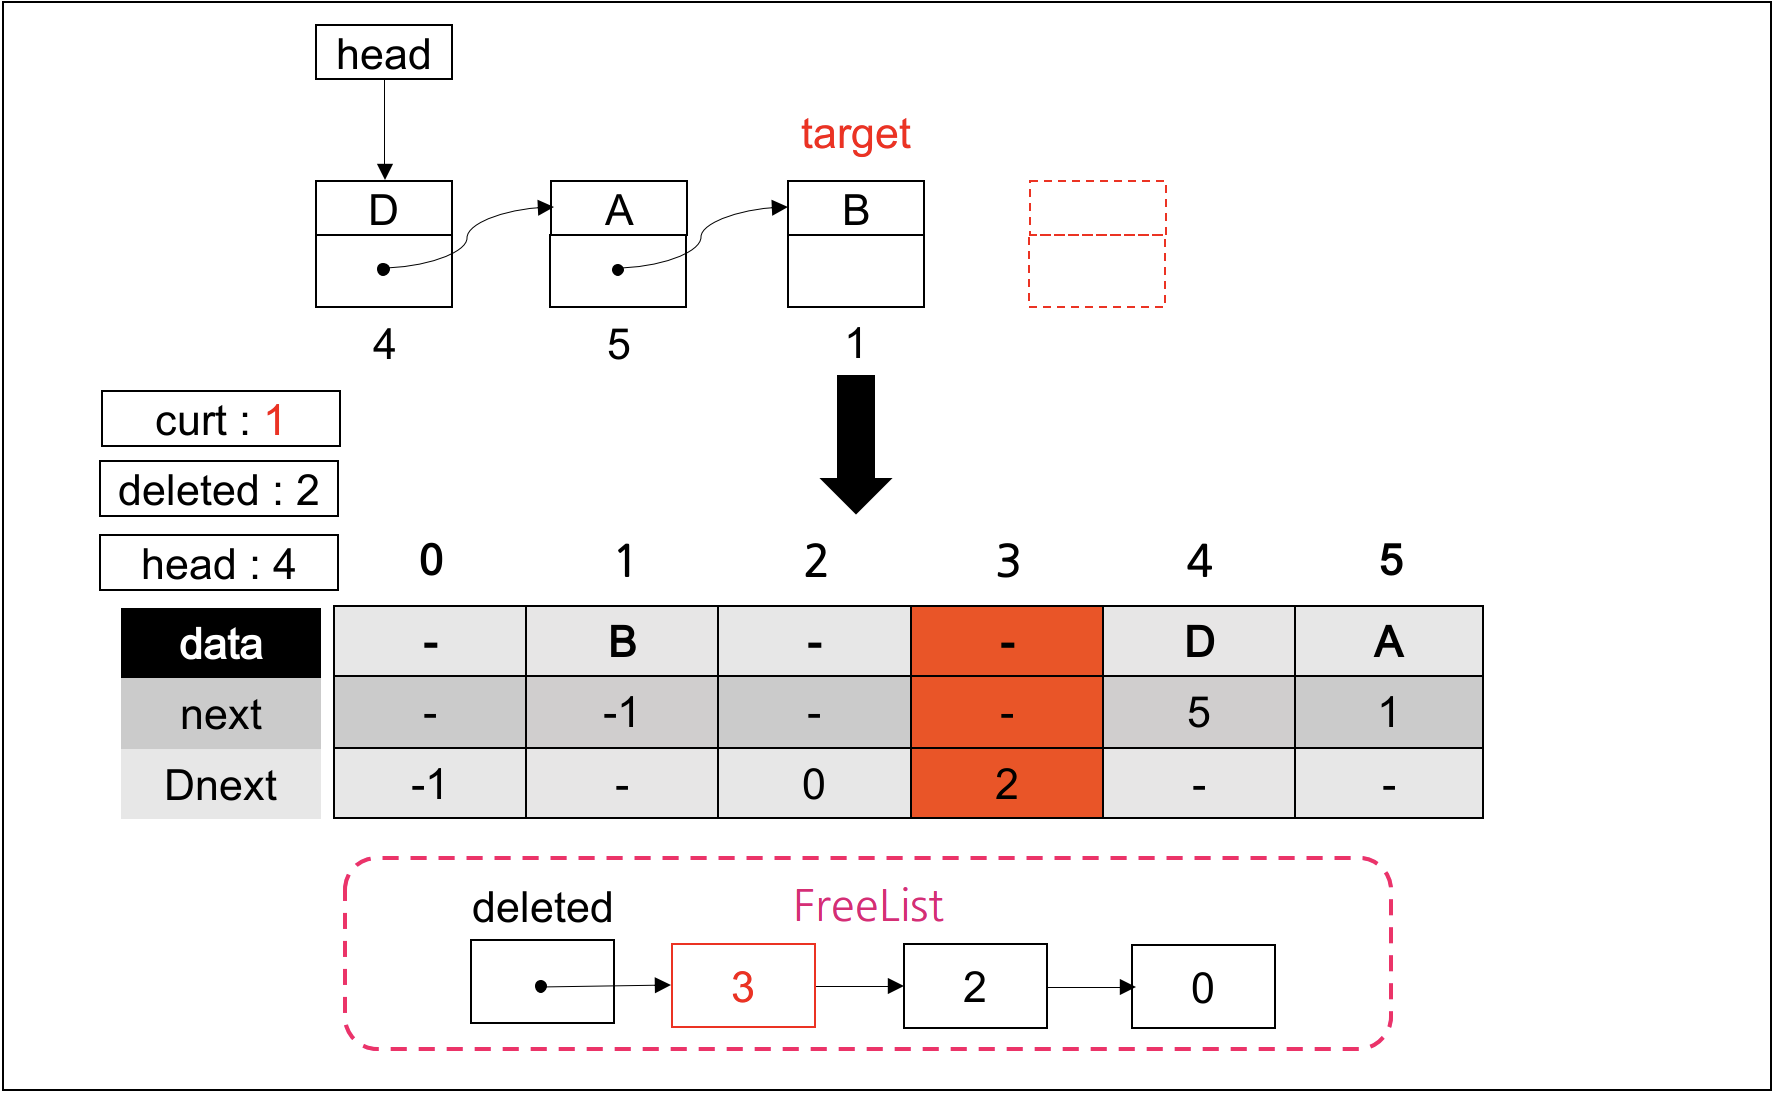 head
target
D A B
4 5 1
curt : 1
deleted : 2
head : 4
0 1 2 3 4 5
data - B - - D A
next - -1 - - 5 1
Dnext -1 - 0 2 - -
deleted FreeList
3 2 0